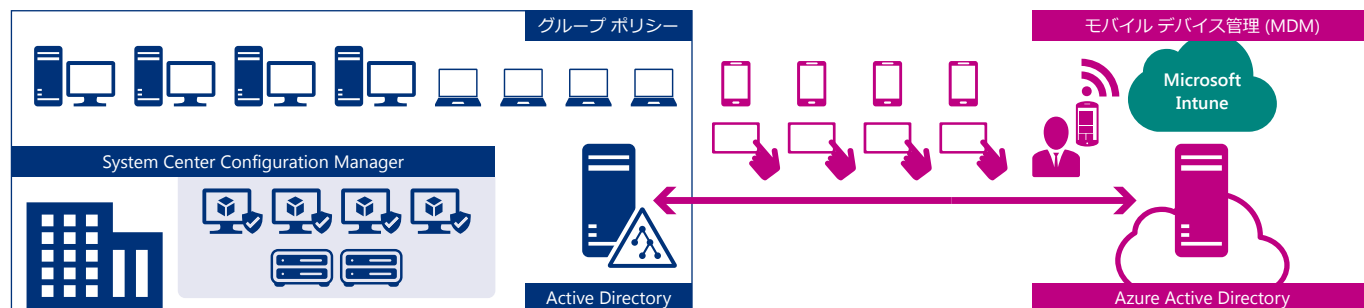 グループ ポリシー
モバイル デバイス管理 (MDM)
Microsoft
Intune
System Center Configuration Manager
Active Directory
Azure Active Directory